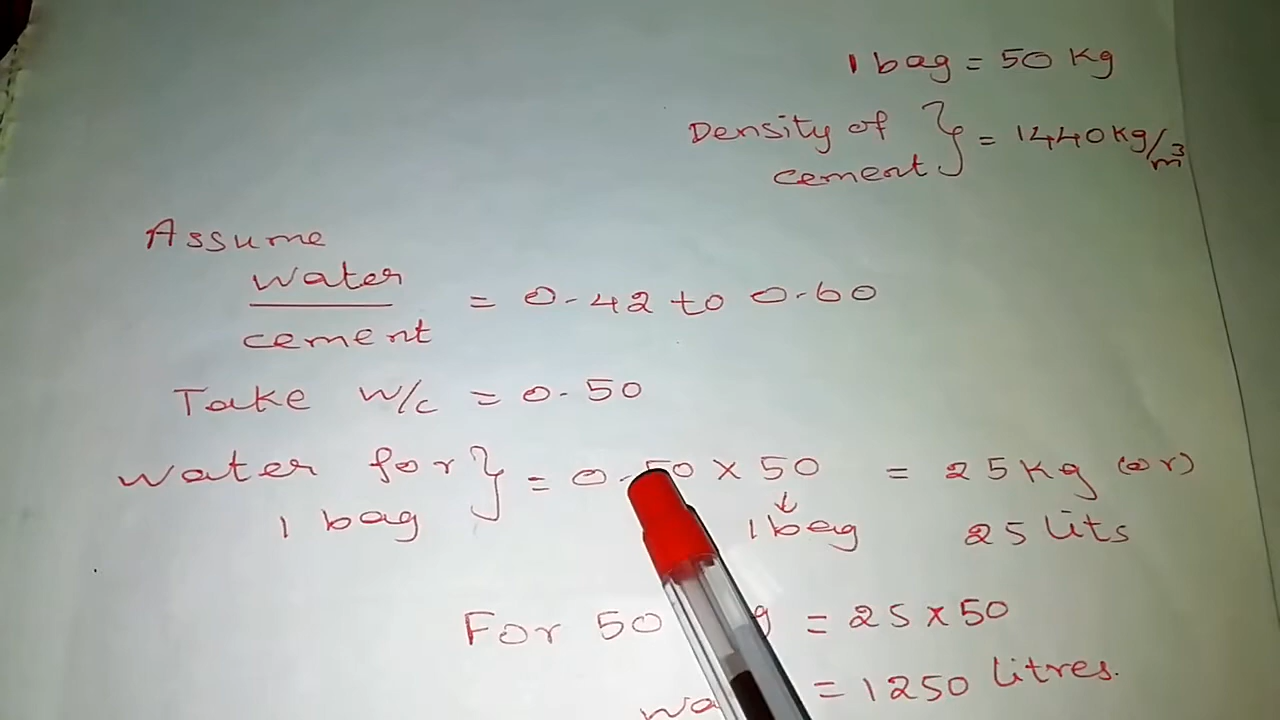 1 bag = 50 Kg
Density of cement } = 1440 kg/m³
Assume
Water
cement
= 0.42 to 0.60
Take W/c = 0.50
Water for 1 bag } = 0.50 x 50 = 25 Kg (or)
↓
1 bag 25 lits
For 50 = 25 x 50
= 1250 litres.